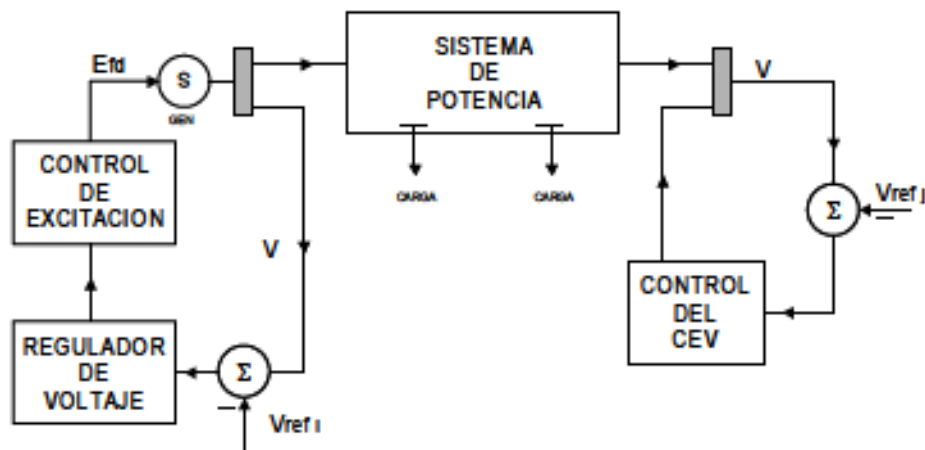 Efd
S
GEN
CONTROL
DE
EXCITACION
REGULADOR
DE
VOLTAJE
V
Σ
Vref i
SISTEMA
DE
POTENCIA
CARGA
CARGA
V
Σ
Vref j
CONTROL
DEL
CEV